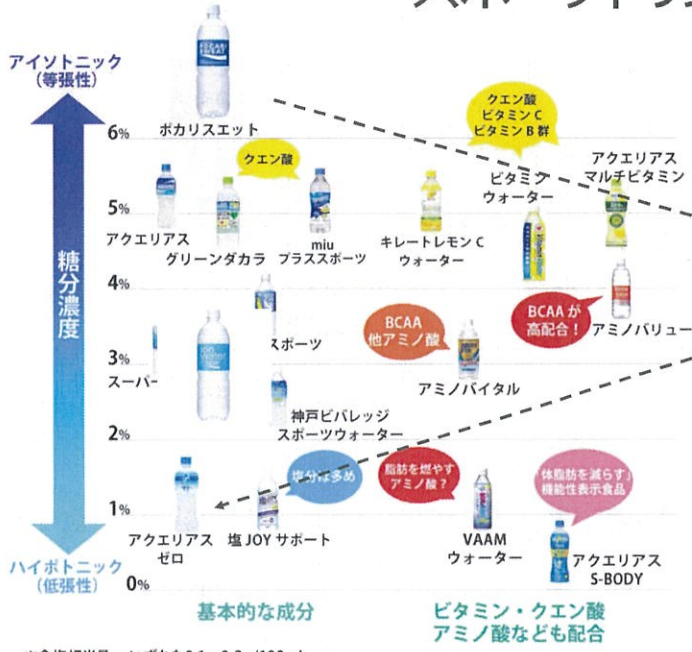 アイソトニック
(等張性)
ポカリスエット
6%
クエン酸
クエン酸
ビタミン C
ビタミン B 群
ビタミン
ウォーター
アクエリアス
マルチビタミン
5%
アクエリアス
グリーンダカラ
miu
プラススポーツ
キレートレモン C
ウォーター
糖分濃度
4%
スポーツ
BCAA
他アミノ酸
BCAA が
高配合！
アミノバリュー
3%
スーパー
アミノバイタル
2%
神戸ビバレッジ
スポーツウォーター
塩分は多め
脂肪を燃やす
アミノ酸？
「体脂肪を減らす」
機能性表示食品
1%
アクエリアス
ゼロ
塩 JOY サポート
VAAM
ウォーター
アクエリアス
S-BODY
ハイポトニック
(低張性)
0%
基本的な成分
ビタミン・クエン酸
アミノ酸なども配合